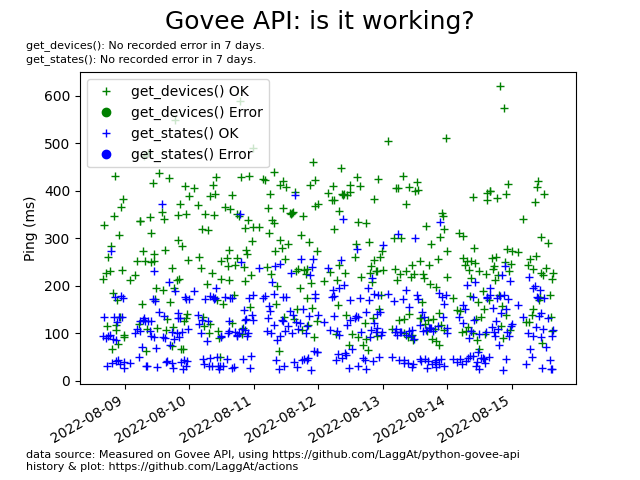 Govee API: is it working?
get_devices(): No recorded error in 7 days.
get_states(): No recorded error in 7 days.
get_devices() OK
get_devices() Error
get_states() OK
get_states() Error
Ping (ms)
600
500
400
300
200
100
0
2022-08-09
2022-08-10
2022-08-11
2022-08-12
2022-08-13
2022-08-14
2022-08-15
data source: Measured on Govee API, using https://github.com/LaggAt/python-govee-api
history & plot: https://github.com/LaggAt/actions